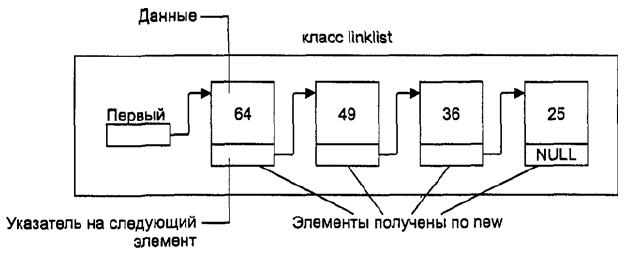 Данные
класс linklist
Первый
64
49
36
25
NULL
Указатель на следующий
элемент
Элементы получены по new